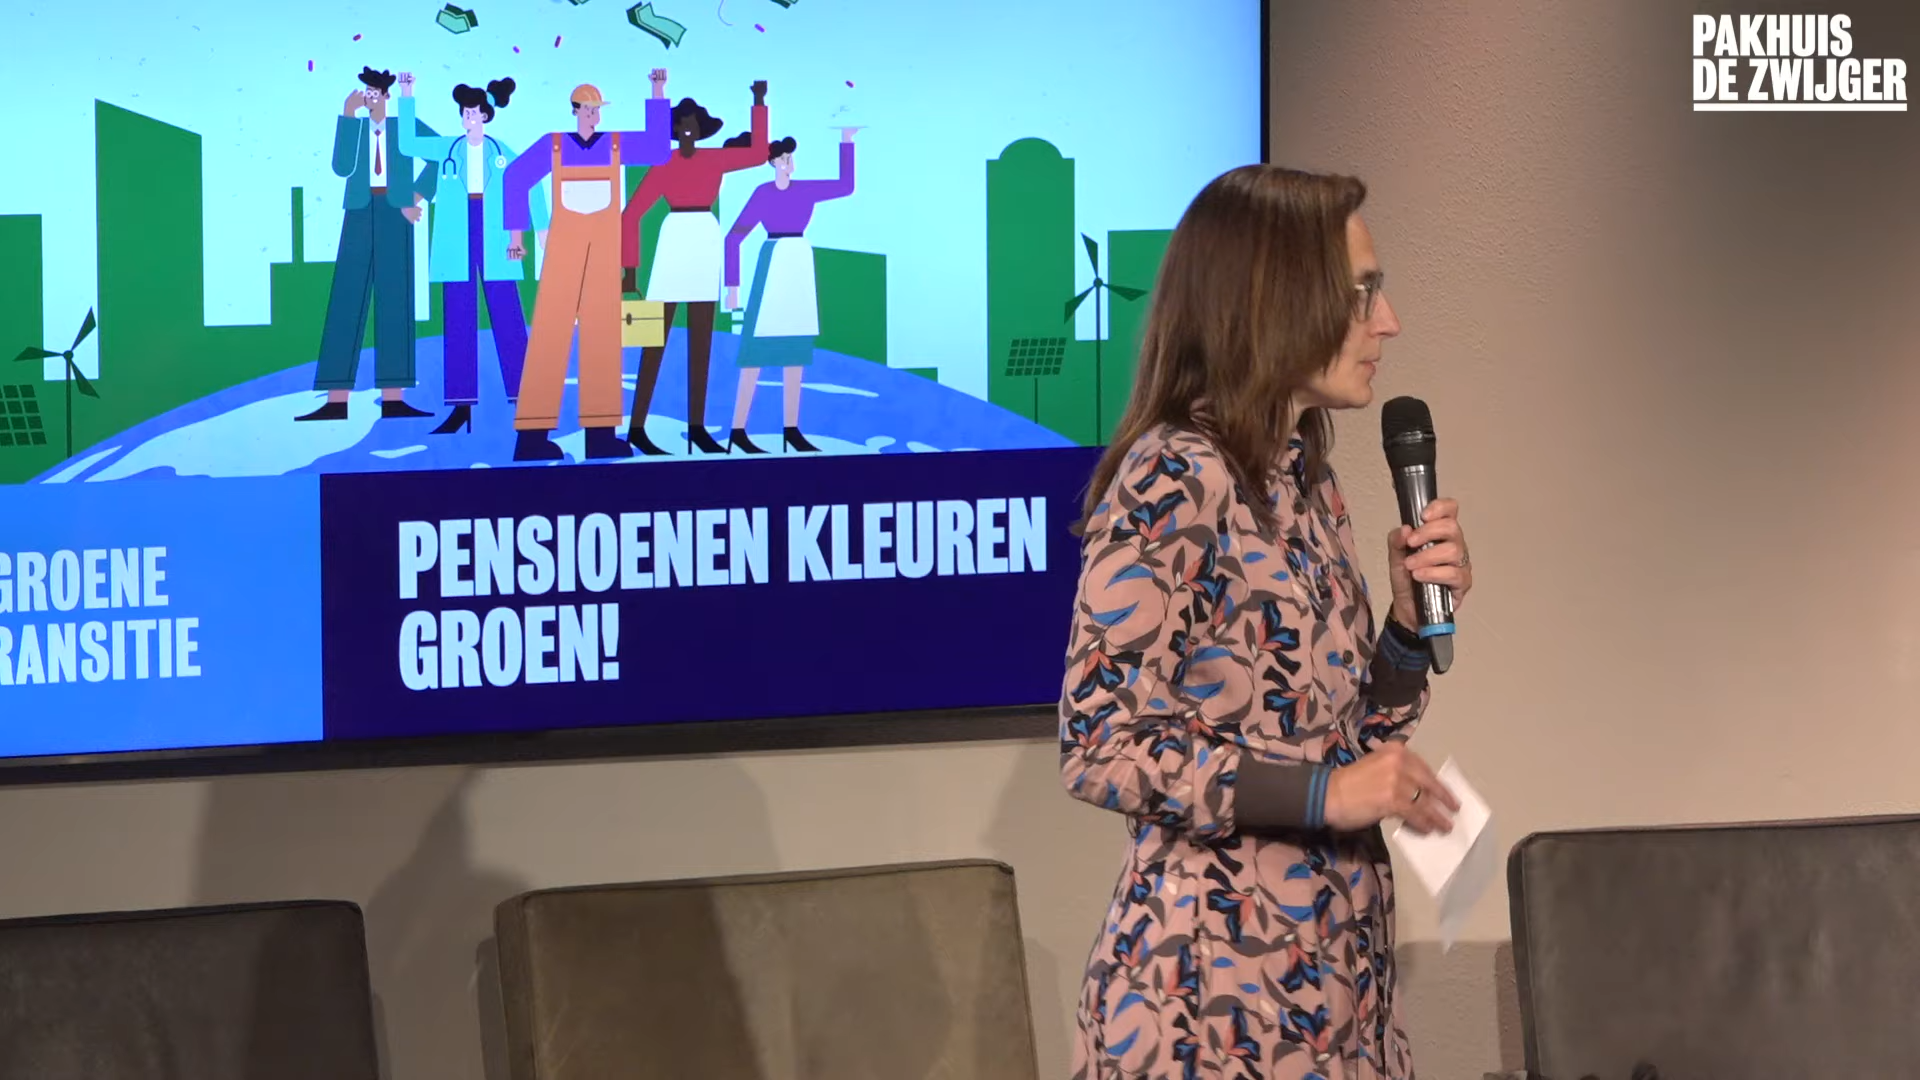 PAKHUIS
DE ZWIJGER
GROENE
RANSITIE
PENSIOENEN KLEUREN
GROEN!